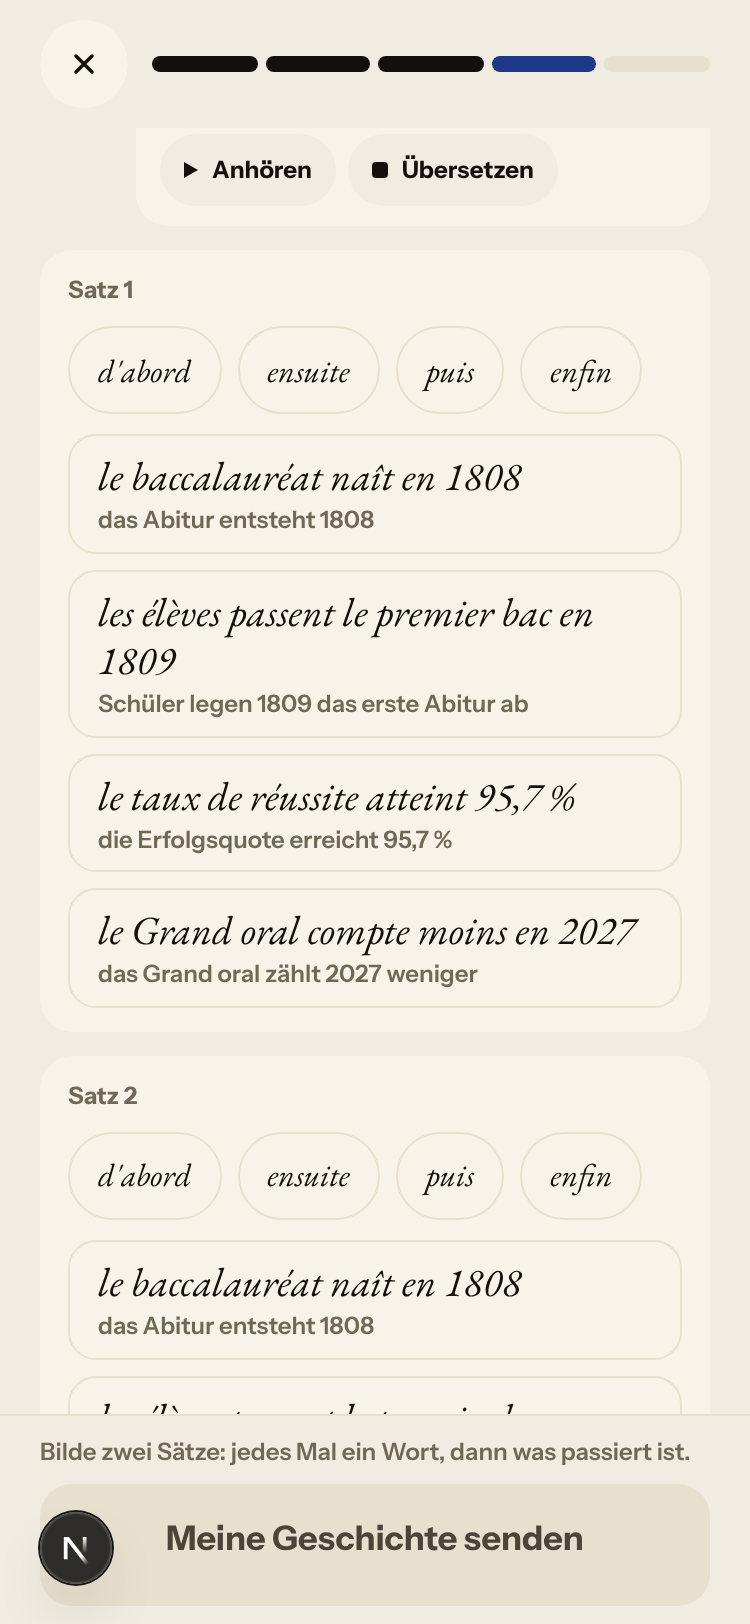 Anhören
Übersetzen
Satz 1
d'abord
ensuite
puis
enfin
le baccalauréat naît en 1808
das Abitur entsteht 1808
les élèves passent le premier bac en
1809
Schüler legen 1809 das erste Abitur ab
le taux de réussite atteint 95,7 %
die Erfolgsquote erreicht 95,7 %
le Grand oral compte moins en 2027
das Grand oral zählt 2027 weniger
Satz 2
d'abord
ensuite
puis
enfin
le baccalauréat naît en 1808
das Abitur entsteht 1808
Bilde zwei Sätze: jedes Mal ein Wort, dann was passiert ist.
Meine Geschichte senden
N